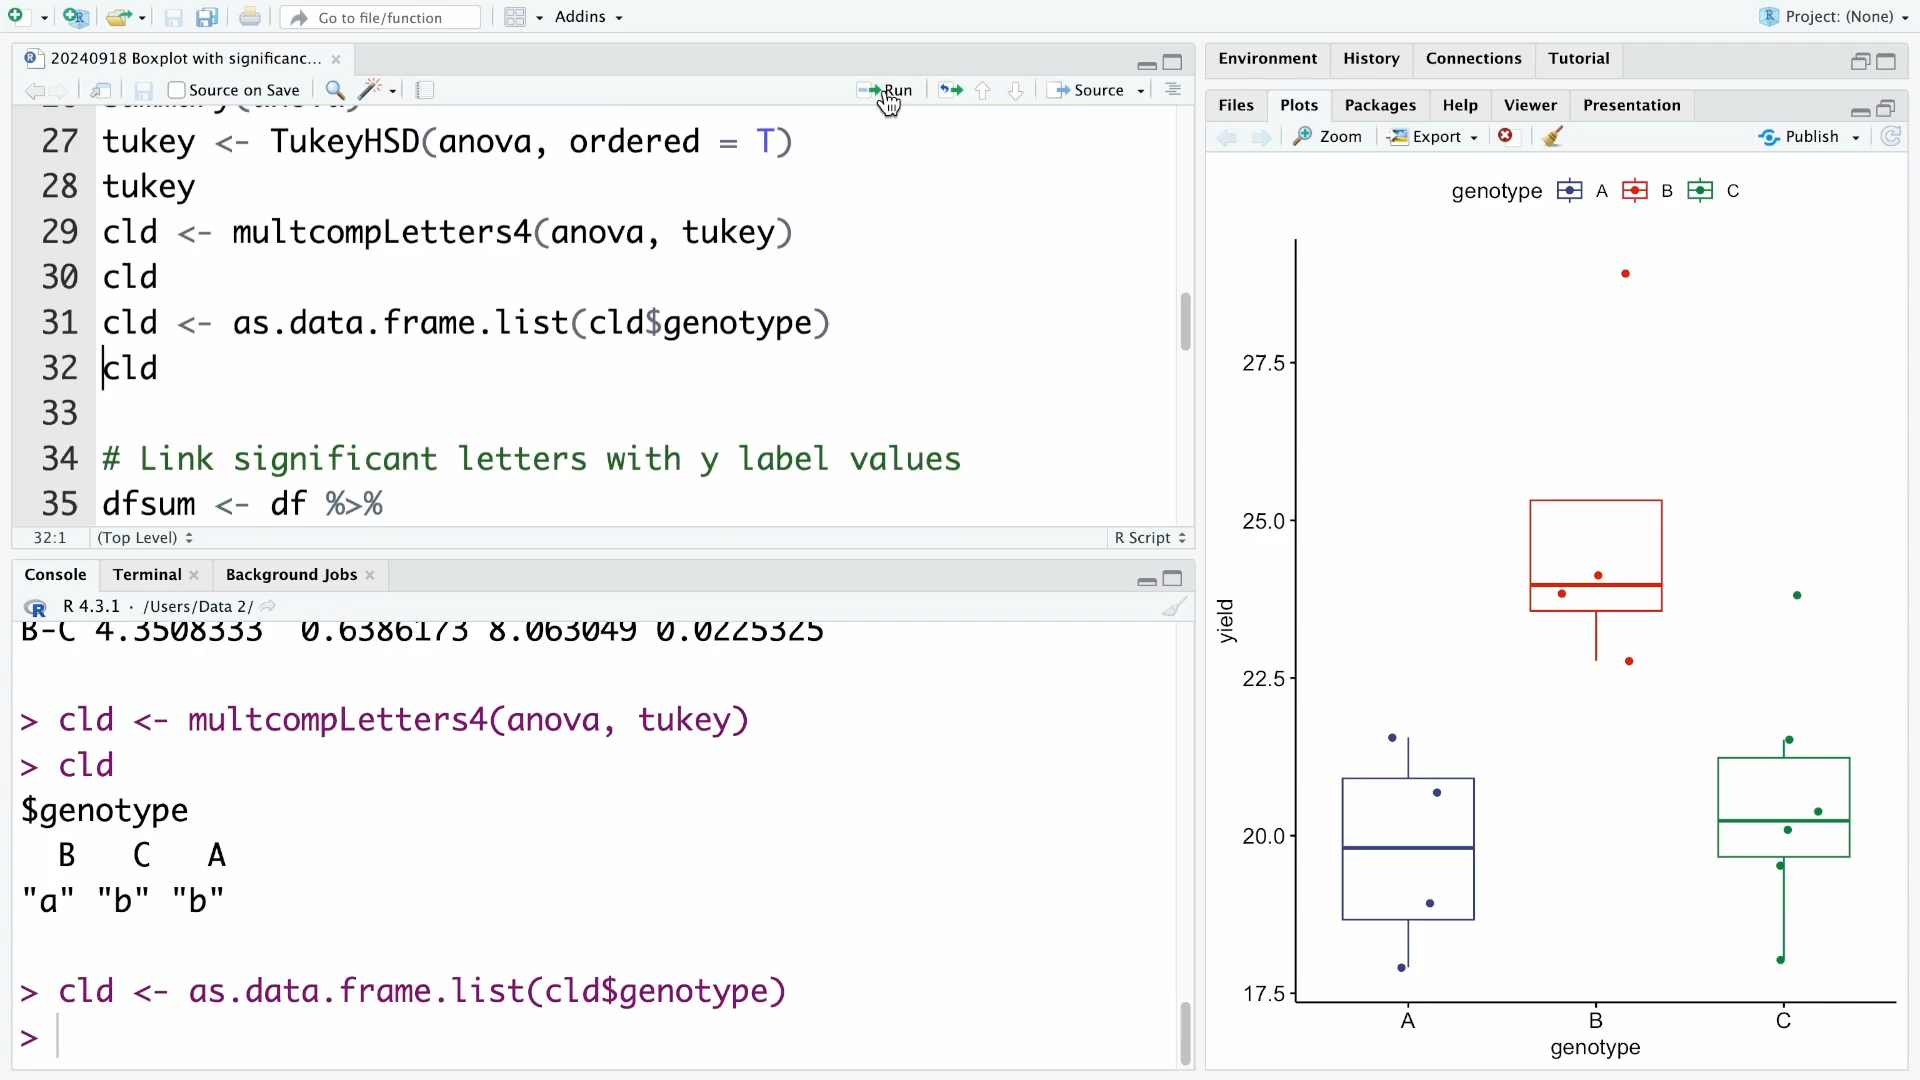 Go to file/function
Addins
Project: (None)
20240918 Boxplot with significanc...
Source on Save
Run
Source
27 tukey <- TukeyHSD(anova, ordered = T)
28 tukey
29 cld <- multcompLetters4(anova, tukey)
30 cld
31 cld <- as.data.frame.list(cld$genotype)
32 cld
33
34 # Link significant letters with y label values
35 dfsum <- df %>%
32:1 (Top Level) R Script
Console Terminal Background Jobs
R 4.3.1 · /Users/Data 2/
B-C 4.3508333 0.6386173 8.063049 0.0225325
> cld <- multcompLetters4(anova, tukey)
> cld
$genotype
B C A
"a" "b" "b"
> cld <- as.data.frame.list(cld$genotype)
>
Environment History Connections Tutorial
Files Plots Packages Help Viewer Presentation
Zoom Export Publish
genotype A B C
27.5
25.0
22.5
20.0
17.5
yield
A B C
genotype